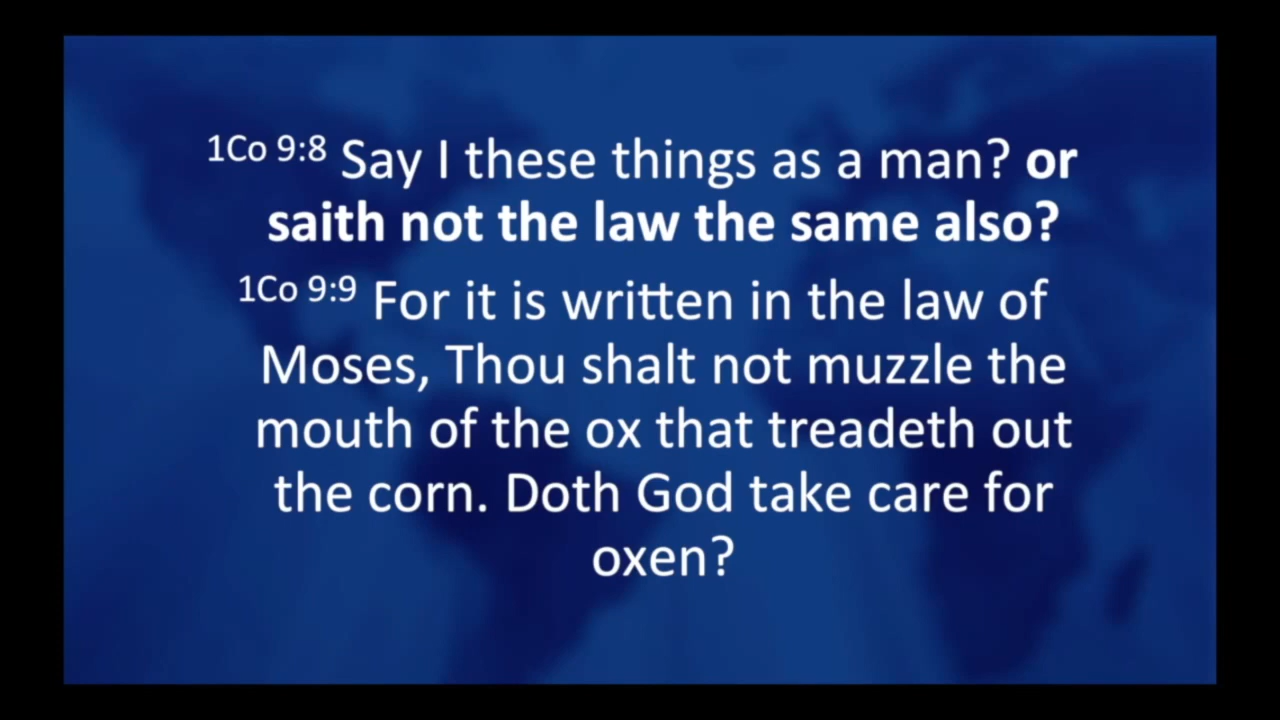 1Co 9:8 Say I these things as a man? or
saith not the law the same also?
1Co 9:9 For it is written in the law of
Moses, Thou shalt not muzzle the
mouth of the ox that treadeth out
the corn. Doth God take care for
oxen?